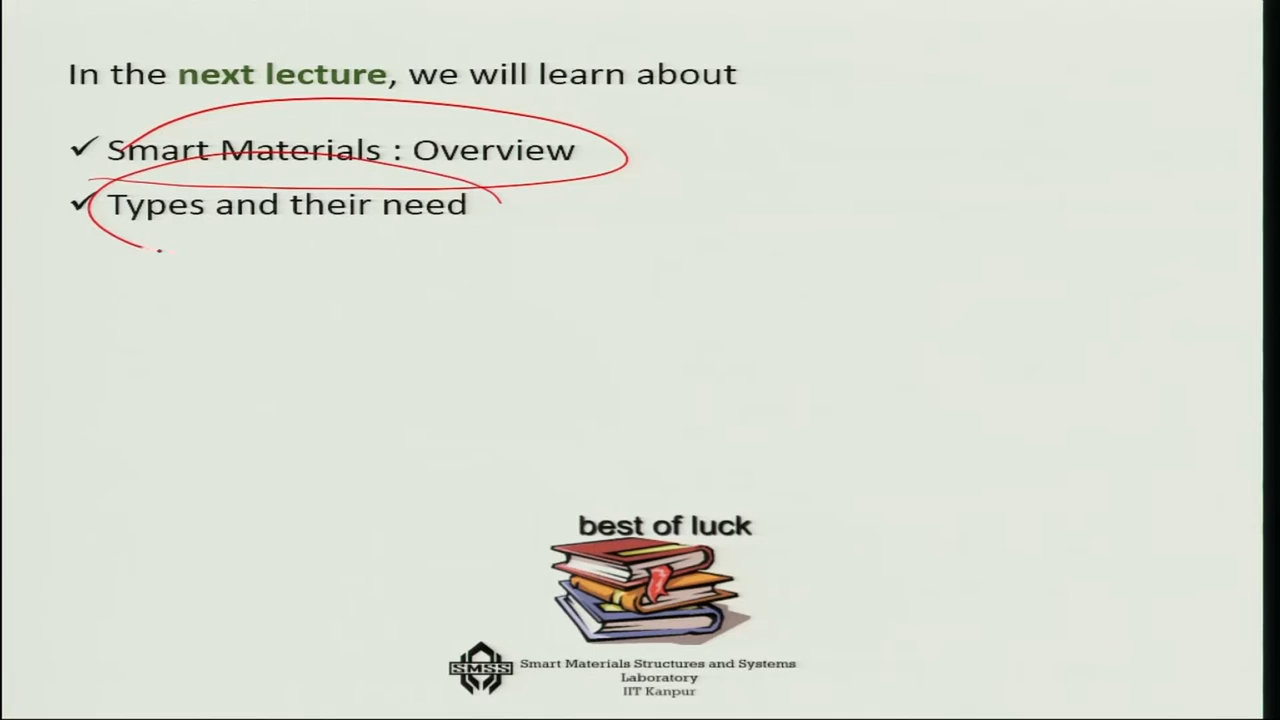 In the next lecture, we will learn about
✓ Smart Materials : Overview
✓ Types and their need
best of luck
SMSS
Smart Materials Structures and Systems
Laboratory
IIT Kanpur